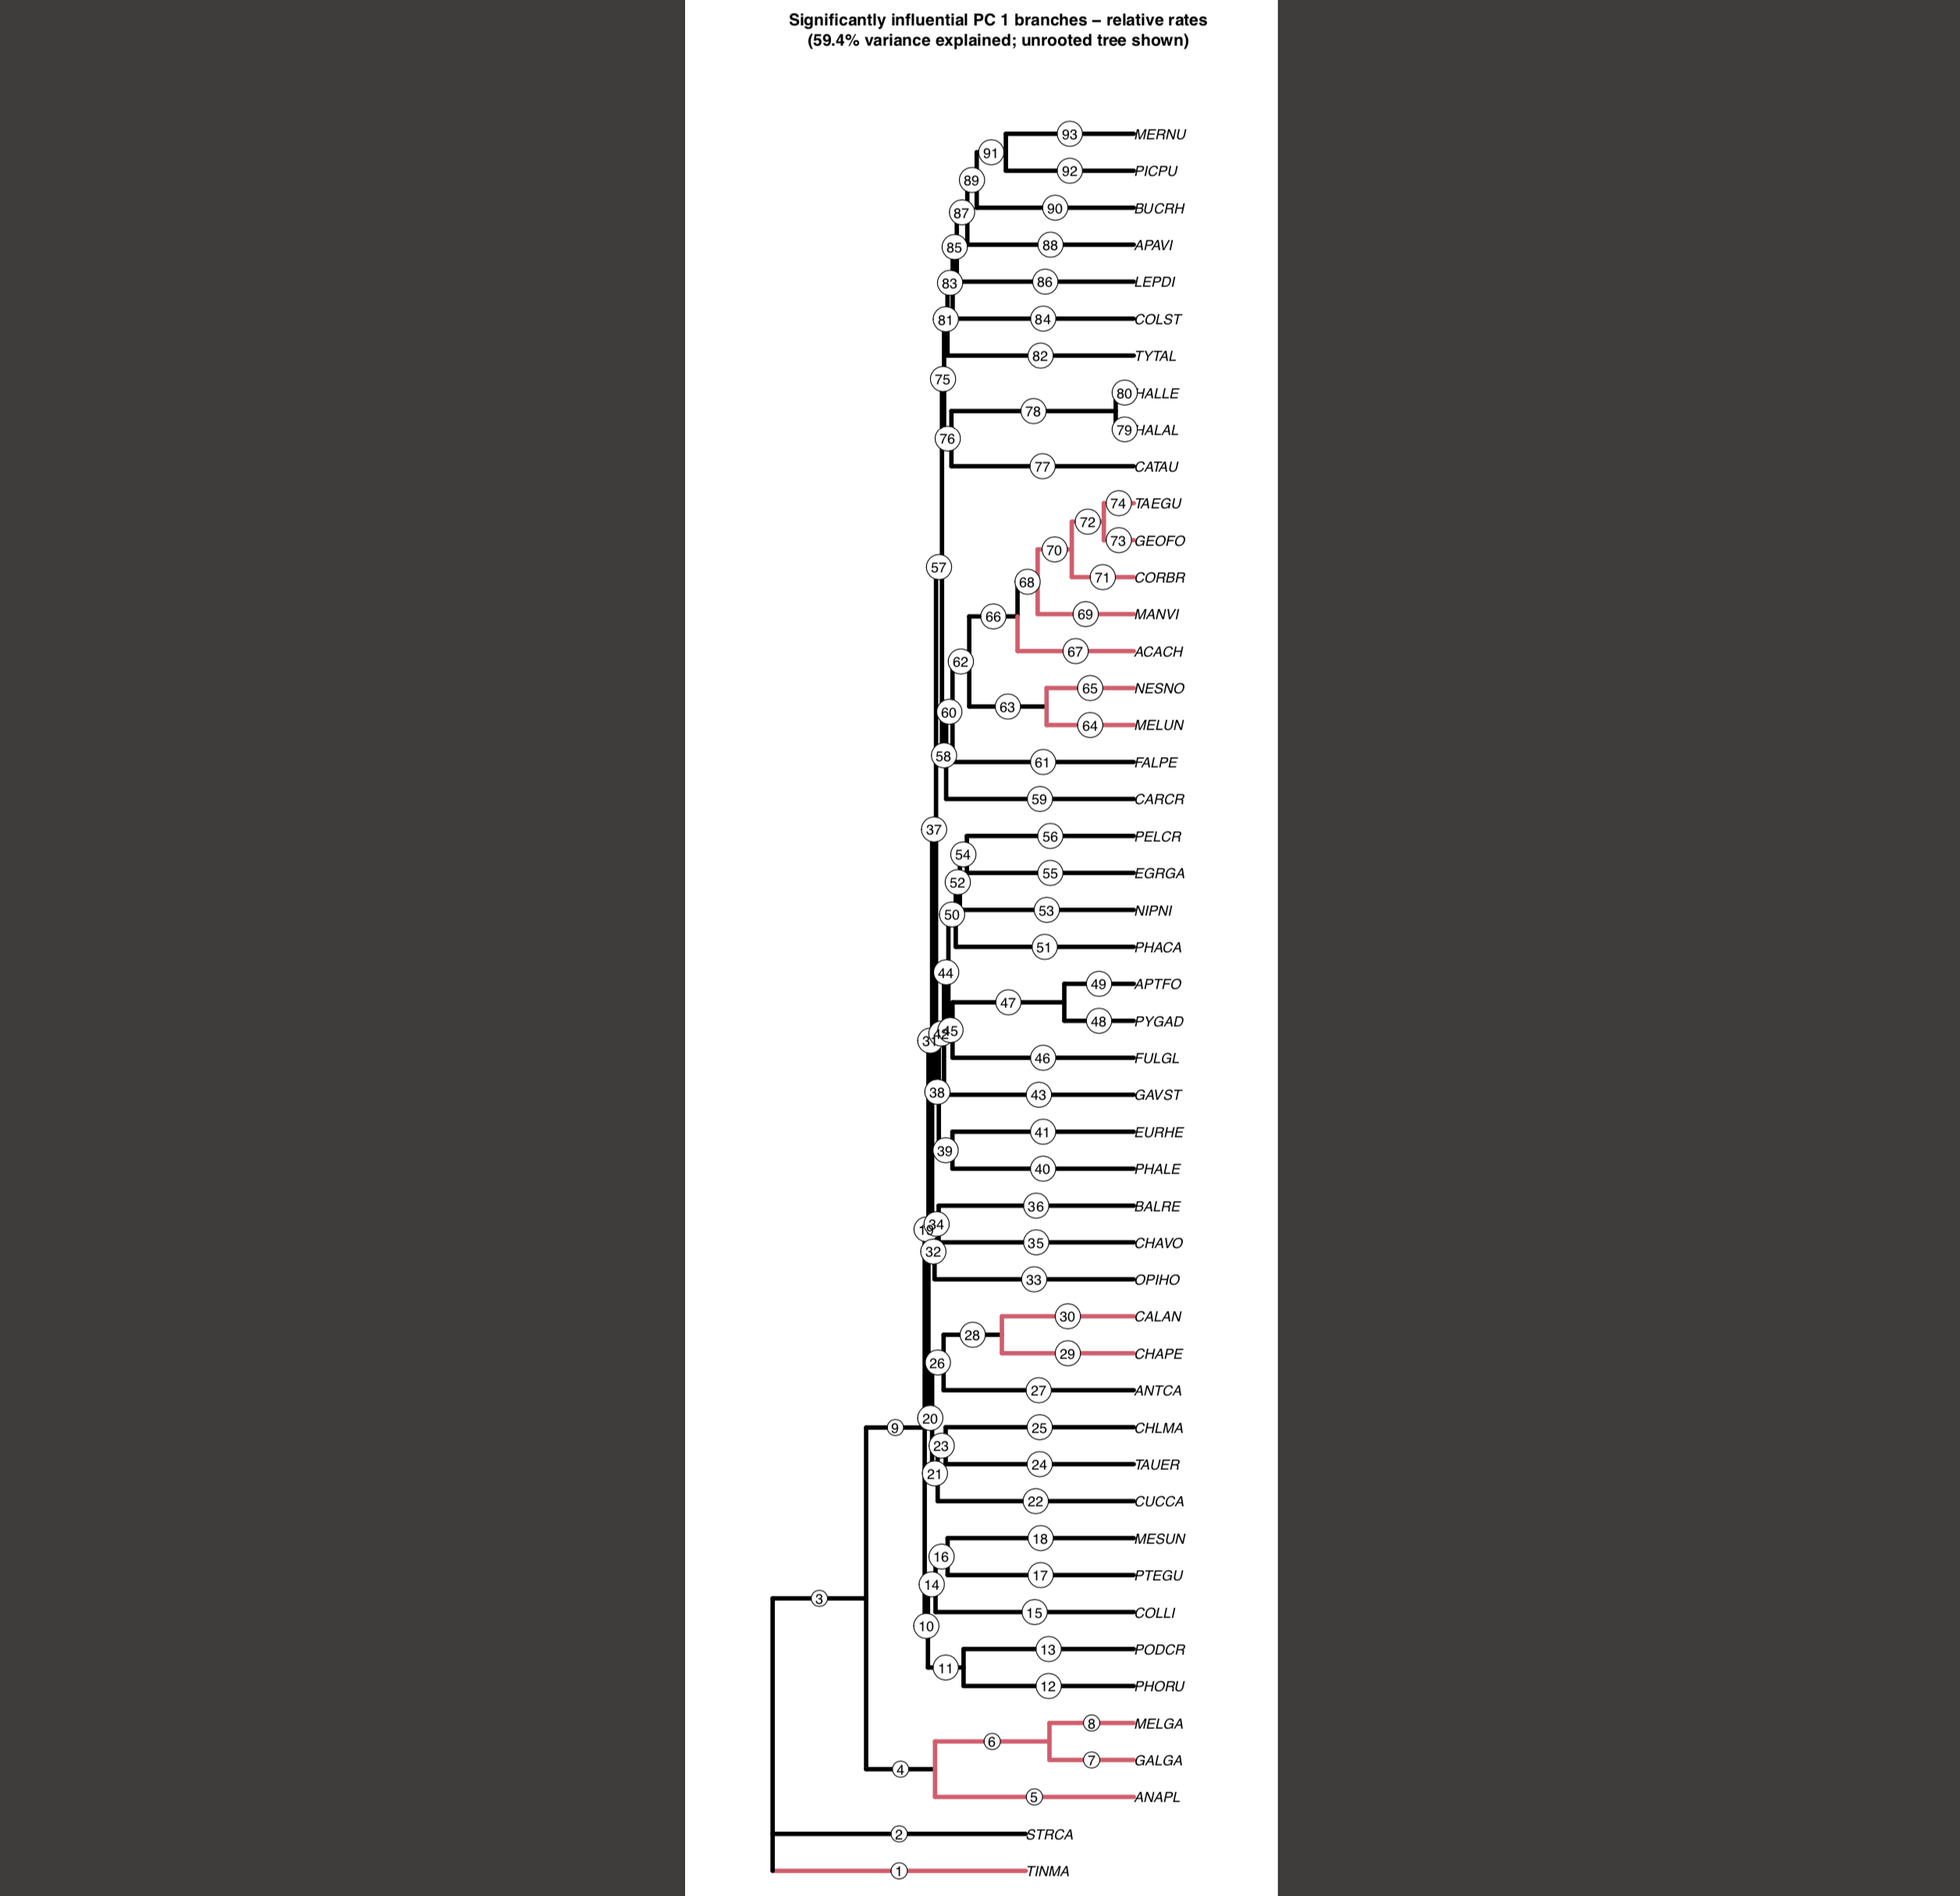 Significantly influential PC 1 branches – relative rates
(59.4% variance explained; unrooted tree shown)
93 MERNU
91
92 PICPU
89
90 BUCRH
87
88 APAVI
85
86 LEPDI
83
84 COLST
81
82 TYTAL
75
80 HALLE
78
79 HALAL
76
77 CATAU
74 TAEGU
72
73 GEOFO
70
57
71 CORBR
68
69 MANVI
66
67 ACACH
62
65 NESNO
63
60
64 MELUN
58
61 FALPE
59 CARCR
37
56 PELCR
54
55 EGRGA
52
53 NIPNI
50
51 PHACA
44
49 APTFO
47
48 PYGAD
45
42
31
46 FULGL
38
43 GAVST
41 EURHE
39
40 PHALE
36 BALRE
34
19
35 CHAVO
32
33 OPIHO
30 CALAN
28
29 CHAPE
26
27 ANTCA
20
9
25 CHLMA
23
24 TAUER
21
22 CUCCA
18 MESUN
16
17 PTEGU
14
3
15 COLLI
10
13 PODCR
11
12 PHORU
8 MELGA
6
7 GALGA
4
5 ANAPL
2 STRCA
1 TINMA